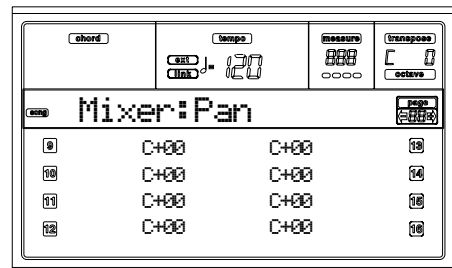 chord tempo measure transpose
ext link ♩= 120 888 C 0
octave
song Mixer:Pan page 88
9 C+00 C+00 13
10 C+00 C+00 14
11 C+00 C+00 15
12 C+00 C+00 16